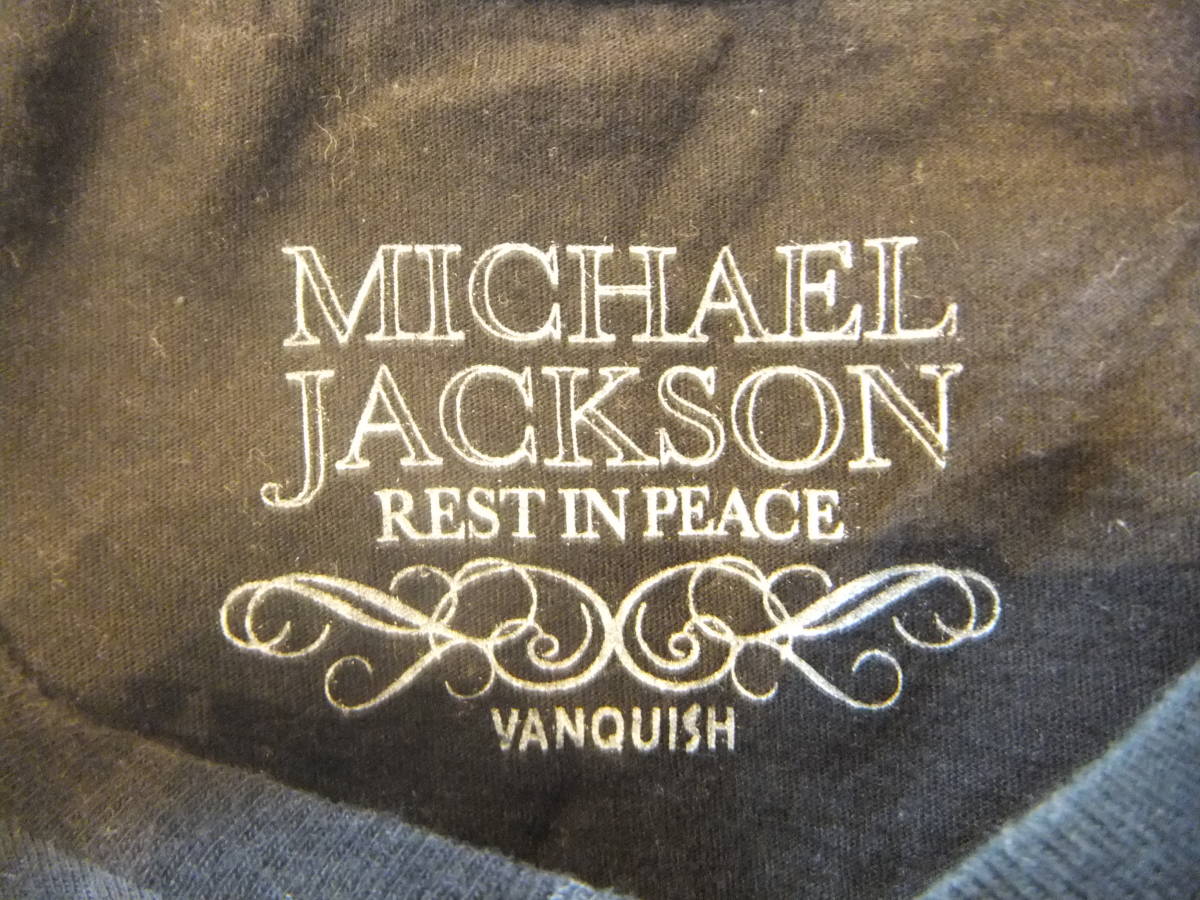 MICHAEL
JACKSON
REST IN PEACE
VANQUISH